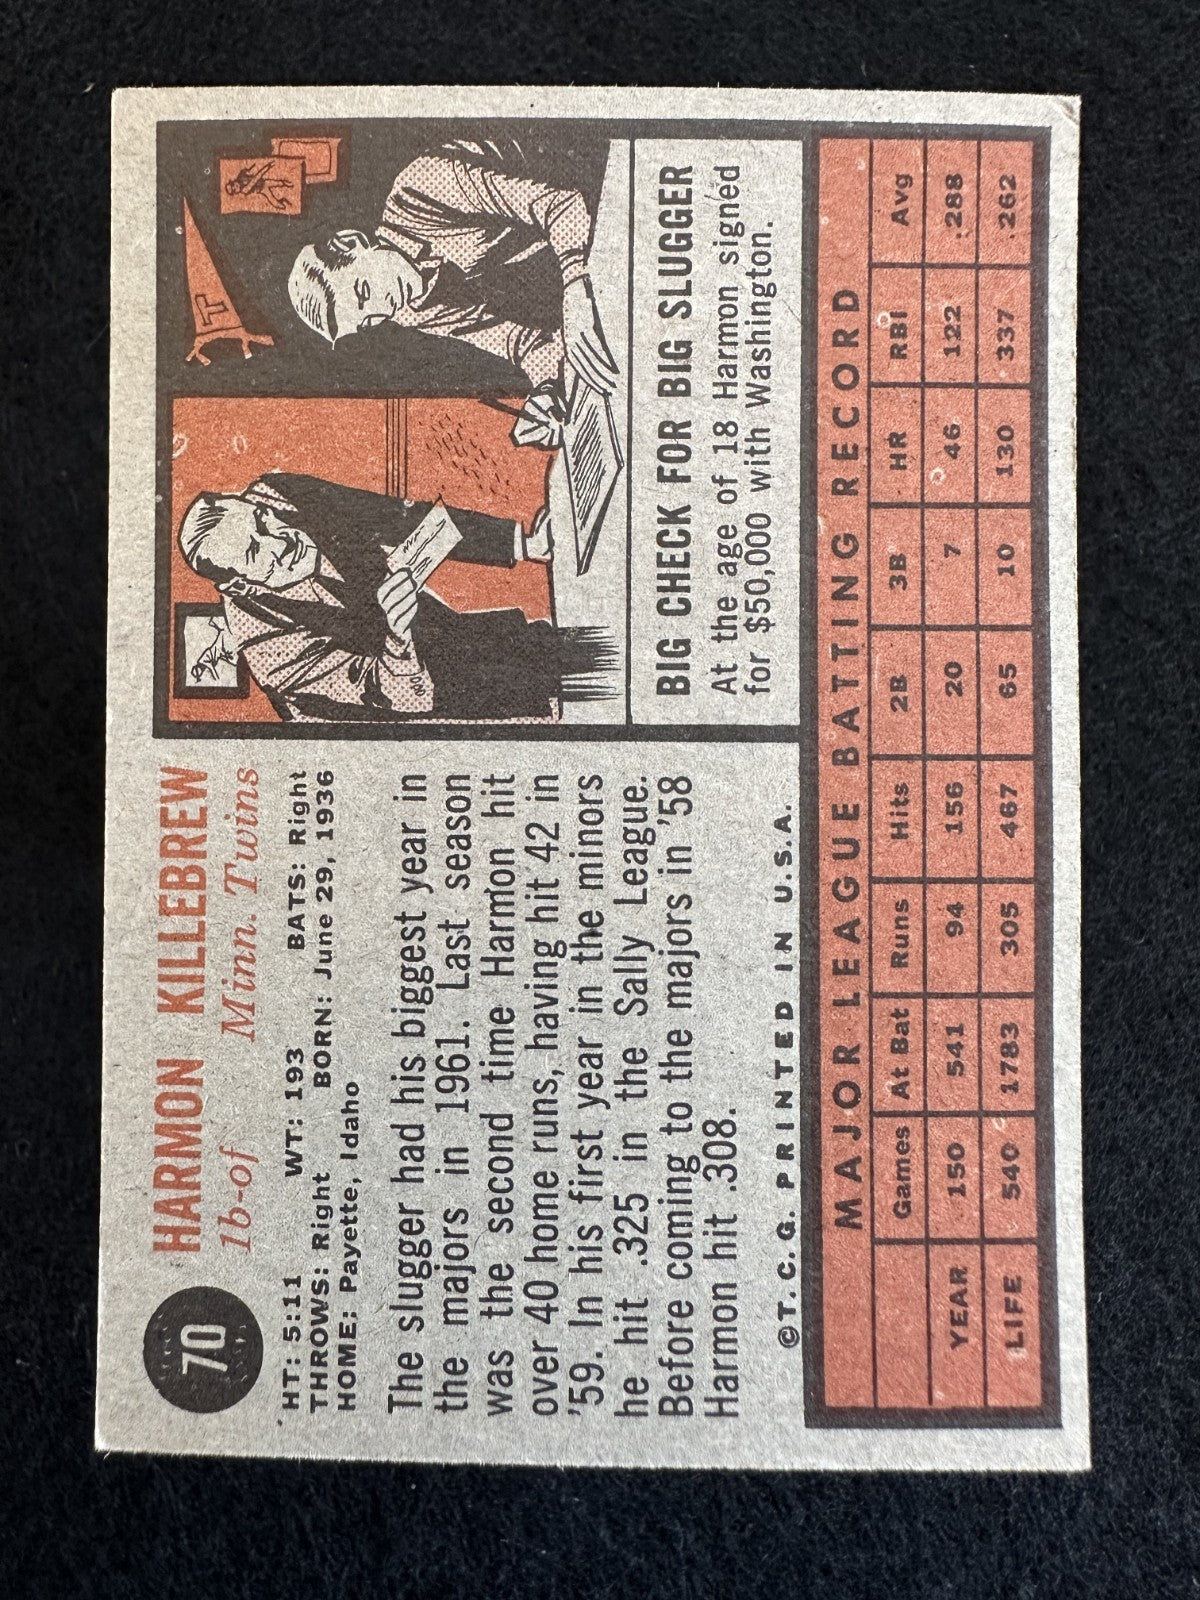 70
HARMON KILLEBREW
1b-of Minn. Twins
HT: 5:11 WT: 193 BATS: Right
THROWS: Right BORN: June 29, 1936
HOME: Payette, Idaho
The slugger had his biggest year in
the majors in 1961. Last season
was the second time Harmon hit
over 40 home runs, having hit 42 in
'59. In his first year in the minors
he hit .325 in the Sally League.
Before coming to the majors in '58
Harmon hit .308.
©T.C.G. PRINTED IN U.S.A.
T
BIG CHECK FOR BIG SLUGGER
At the age of 18 Harmon signed
for $50,000 with Washington.
MAJOR LEAGUE BATTING RECORD
Games At Bat Runs Hits 2B 3B HR RBI Avg
YEAR 150 541 94 156 20 7 46 122 .288
LIFE 540 1783 305 467 65 10 130 337 .262